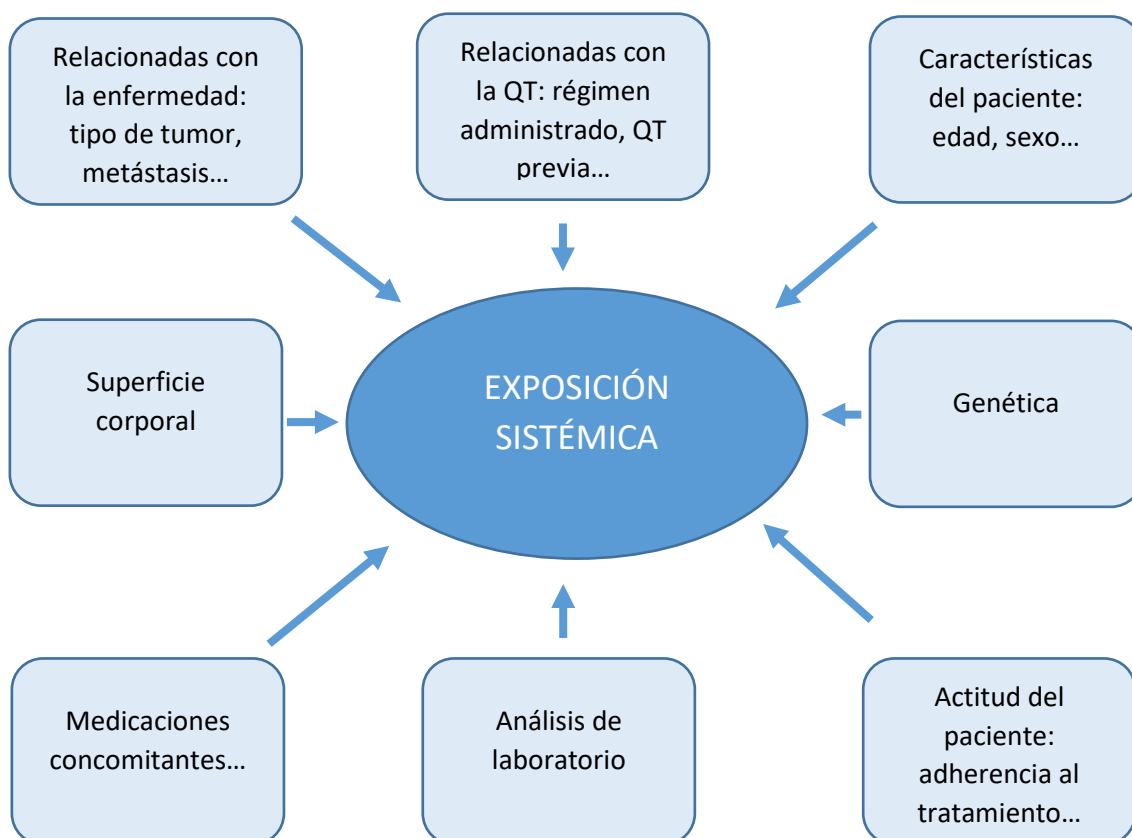 Relacionadas con
la enfermedad:
tipo de tumor,
metástasis…
Relacionadas con
la QT: régimen
administrado, QT
previa…
Características
del paciente:
edad, sexo…
Superficie
corporal
EXPOSICIÓN
SISTÉMICA
Genética
Medicaciones
concomitantes…
Análisis de
laboratorio
Actitud del
paciente:
adherencia al
tratamiento…